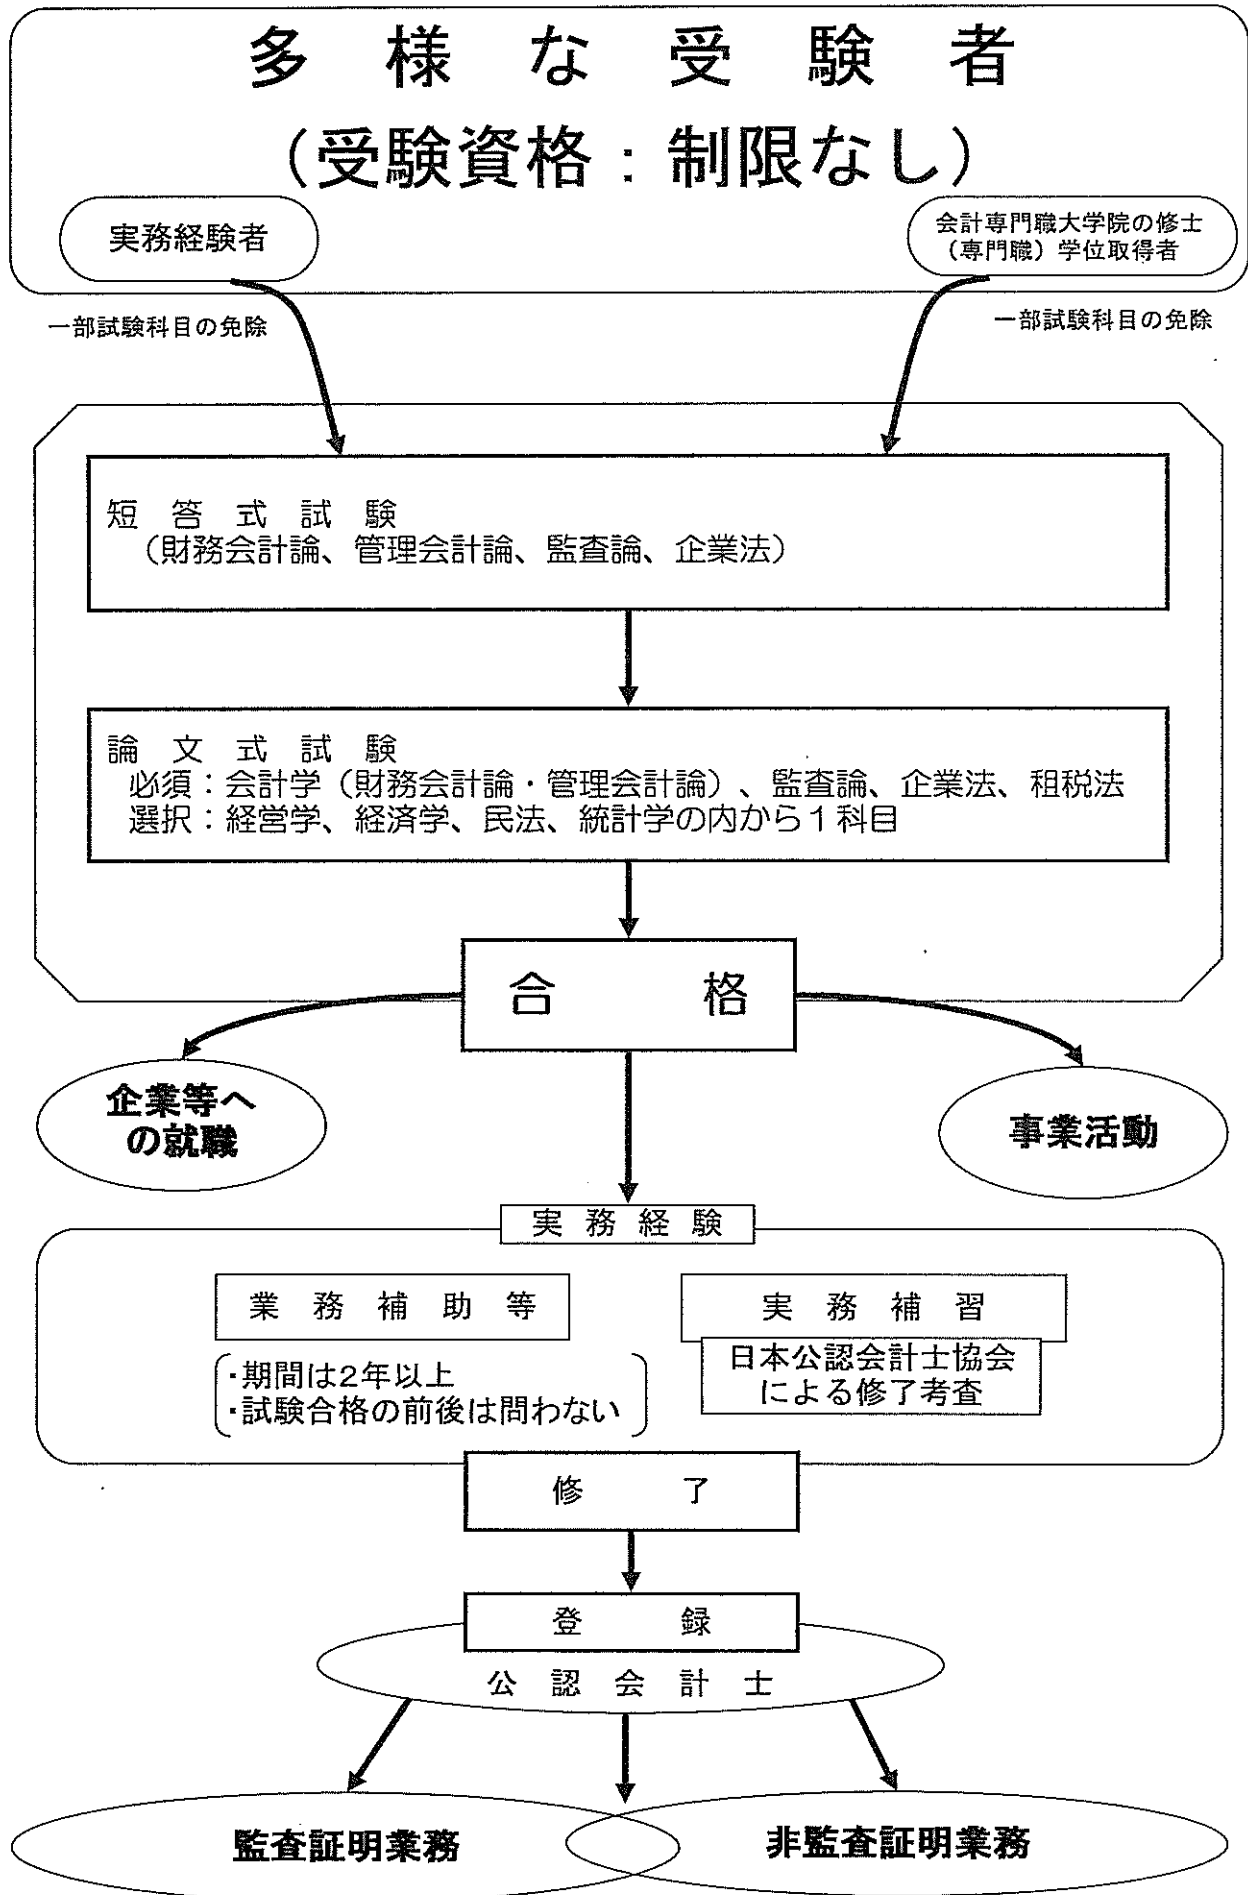 多様な受験者
（受験資格：制限なし）
実務経験者
会計専門職大学院の修士
（専門職）学位取得者
一部試験科目の免除
一部試験科目の免除
短答式試験
（財務会計論、管理会計論、監査論、企業法）
論文式試験
必須：会計学（財務会計論・管理会計論）、監査論、企業法、租税法
選択：経営学、経済学、民法、統計学の内から１科目
合格
企業等へ
の就職
事業活動
実務経験
業務補助等
・期間は2年以上
・試験合格の前後は問わない
実務補習
日本公認会計士協会
による修了考査
修了
登録
公認会計士
監査証明業務
非監査証明業務